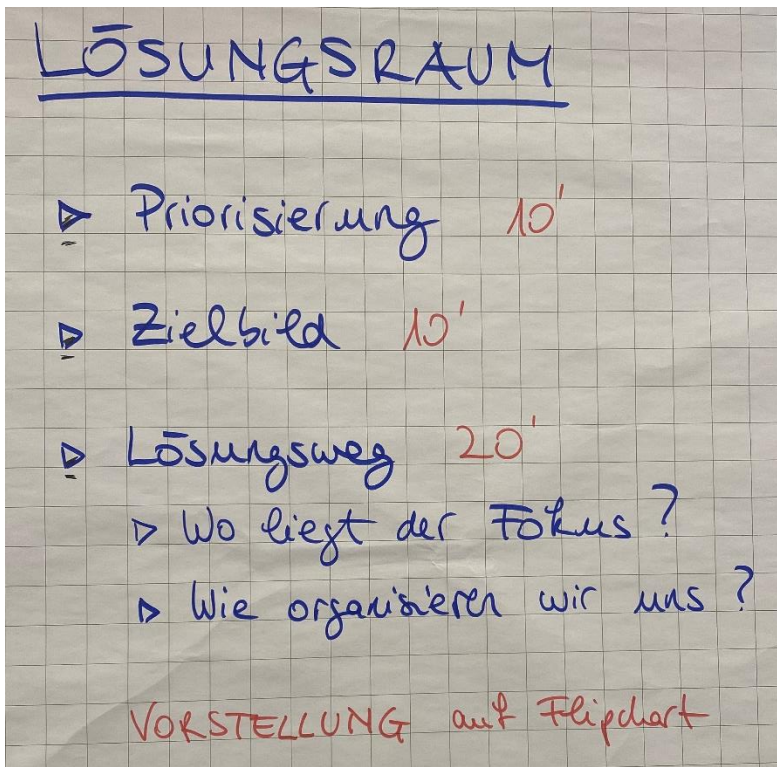 LÖSUNGSRAUM
▷ Priorisierung 10'
▷ Zielbild 10'
▷ Lösungsweg 20'
▷ Wo liegt der Fokus?
▷ Wie organisieren wir uns?
VORSTELLUNG auf Flipchart